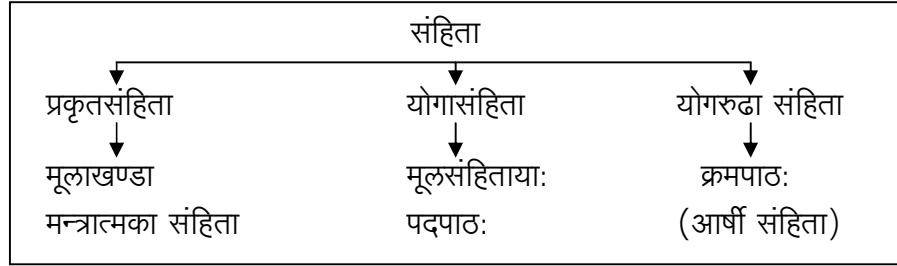 संहिता
प्रकृतसंहिता योगासंहिता योगरुढा संहिता
मूलाखण्डा मूलसंहिताया: क्रमपाठ:
मन्त्रात्मका संहिता पदपाठ: (आर्षी संहिता)